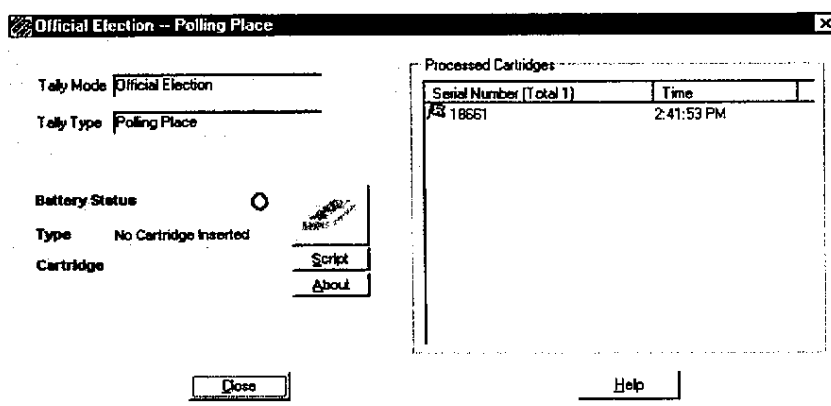 Official Election -- Polling Place
Tally Mode Official Election
Tally Type Polling Place
Battery Status
Type No Cartridge Inserted
Cartridge
Script
About
Close
Processed Cartridges
Serial Number [Total 1] Time
18661 2:41:53 PM
Help